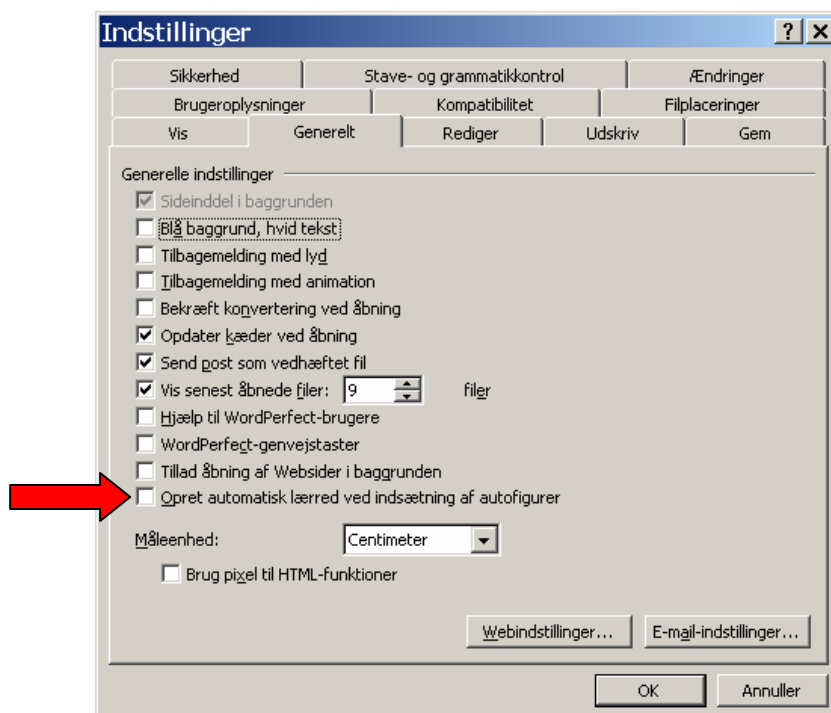 Indstillinger
Sikkerhed Stave- og grammatikkontrol Ændringer
Brugeroplysninger Kompatibilitet Filplaceringer
Vis Generelt Rediger Udskriv Gem
Generelle indstillinger
Sideinddel i baggrunden
Blå baggrund, hvid tekst
Tilbagemelding med lyd
Tilbagemelding med animation
Bekræft konvertering ved åbning
Opdater kæder ved åbning
Send post som vedhæftet fil
Vis senest åbnede filer: 9 filer
Hjælp til WordPerfect-brugere
WordPerfect-genvejstaster
Tillad åbning af Websider i baggrunden
Opret automatisk lærred ved indsætning af autofigurer
Måleenhed: Centimeter
Brug pixel til HTML-funktioner
Webindstillinger... E-mail-indstillinger...
OK Annuller